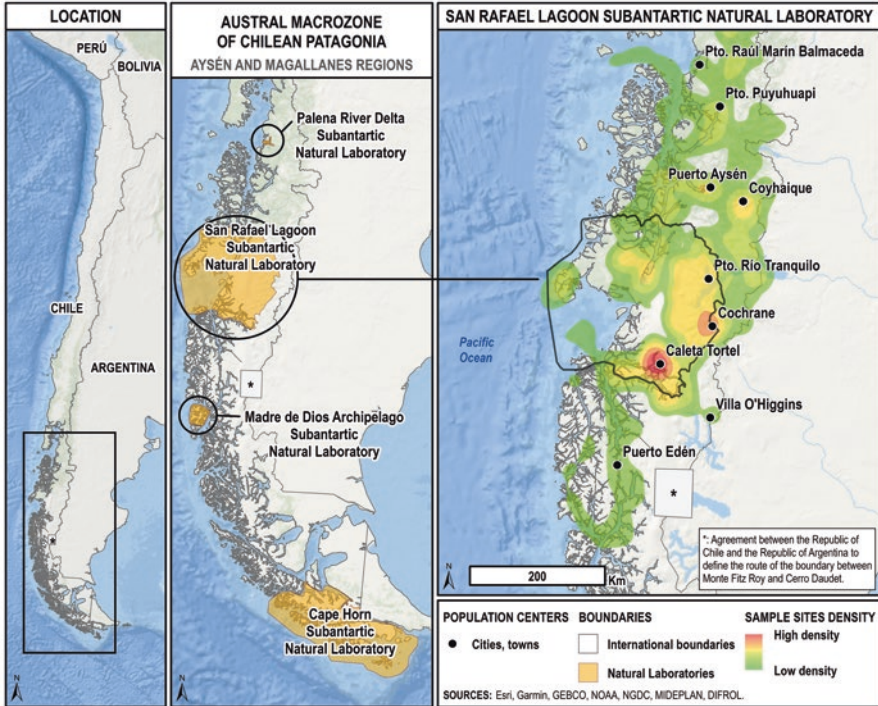 LOCATION
PERÚ
BOLIVIA
CHILE
ARGENTINA
*
N
AUSTRAL MACROZONE
OF CHILEAN PATAGONIA
AYSÉN AND MAGALLANES REGIONS
Palena River Delta
Subantartic
Natural Laboratory
San Rafael Lagoon
Subantartic
Natural Laboratory
*
Madre de Dios Archipelago
Subantartic
Natural Laboratory
Cape Horn
Subantartic
Natural Laboratory
N
SAN RAFAEL LAGOON SUBANTARTIC NATURAL LABORATORY
Pto. Raúl Marín Balmaceda
Pto. Puyuhuapi
Puerto Aysén
Coyhaique
Pto. Río Tranquilo
Cochrane
Pacific
Ocean
Caleta Tortel
Villa O'Higgins
Puerto Edén
*
*: Agreement between the Republic of
Chile and the Republic of Argentina to
define the route of the boundary between
Monte Fitz Roy and Cerro Daudet.
N
200
Km
POPULATION CENTERS
Cities, towns
BOUNDARIES
International boundaries
Natural Laboratories
SAMPLE SITES DENSITY
High density
Low density
SOURCES: Esri, Garmin, GEBCO, NOAA, NGDC, MIDEPLAN, DIFROL.